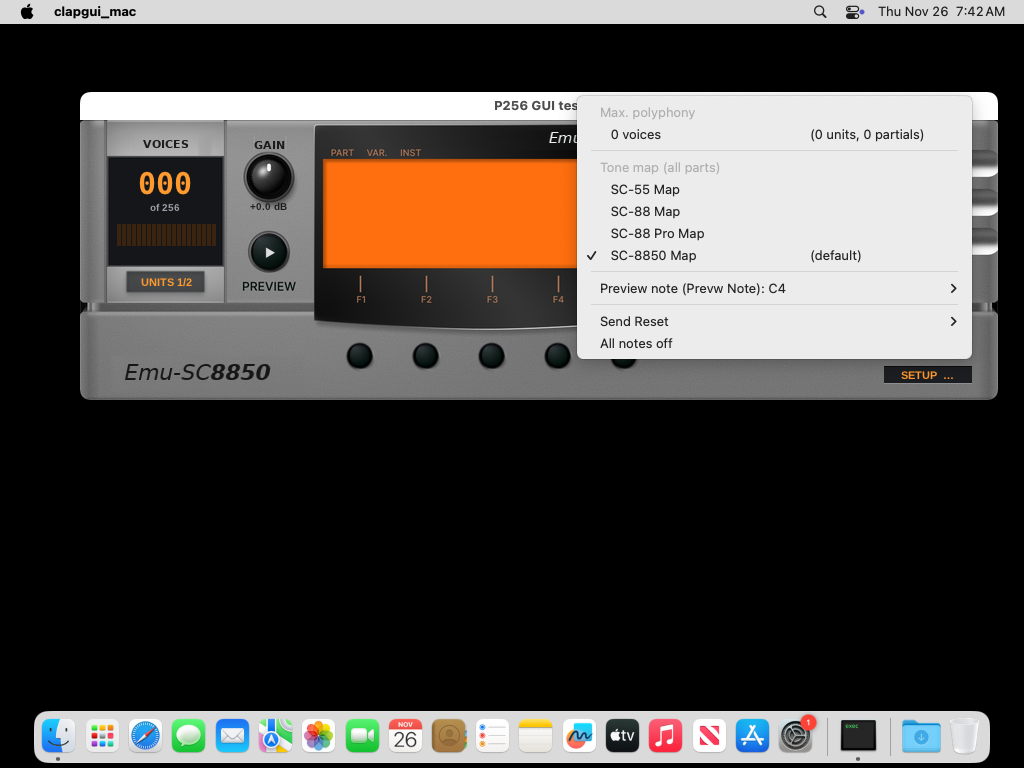 clapgui_mac
Thu Nov 26 7:42 AM
P256 GUI tes
VOICES
000
of 256
UNITS 1/2
GAIN
+0.0 dB
PREVIEW
Emu
PART VAR. INST
F1 F2 F3 F4
Emu-SC8850
SETUP ...
Max. polyphony
0 voices (0 units, 0 partials)
Tone map (all parts)
SC-55 Map
SC-88 Map
SC-88 Pro Map
✓ SC-8850 Map (default)
Preview note (Prevw Note): C4
Send Reset
All notes off
NOV
26
tv
1